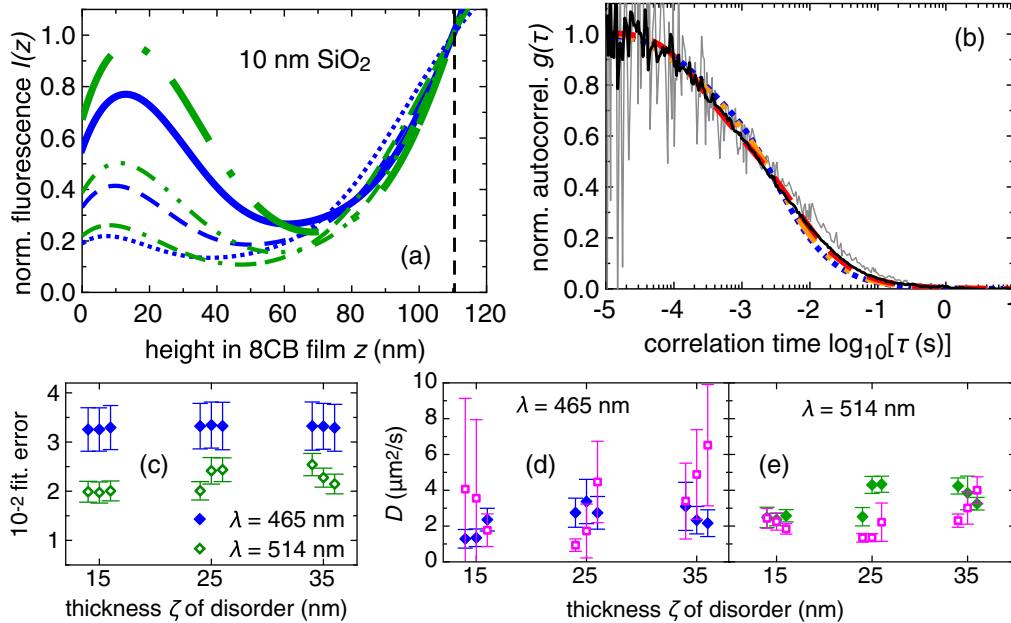 norm. fluorescence I(z)
1.0
0.8
0.6
0.4
0.2
0.0
10 nm SiO₂
(a)
0 20 40 60 80 100 120
height in 8CB film z (nm)
norm. autocorrel. g(τ)
1.0
0.8
0.6
0.4
0.2
0.0
(b)
-5 -4 -3 -2 -1 0 1
correlation time log₁₀[τ (s)]
10⁻² fit. error
4
3
2
1
(c)
λ = 465 nm
λ = 514 nm
15 25 35
thickness ζ of disorder (nm)
D (μm²/s)
10
8
6
4
2
0
λ = 465 nm
(d)
15 25 35
λ = 514 nm
(e)
15 25 35
thickness ζ of disorder (nm)